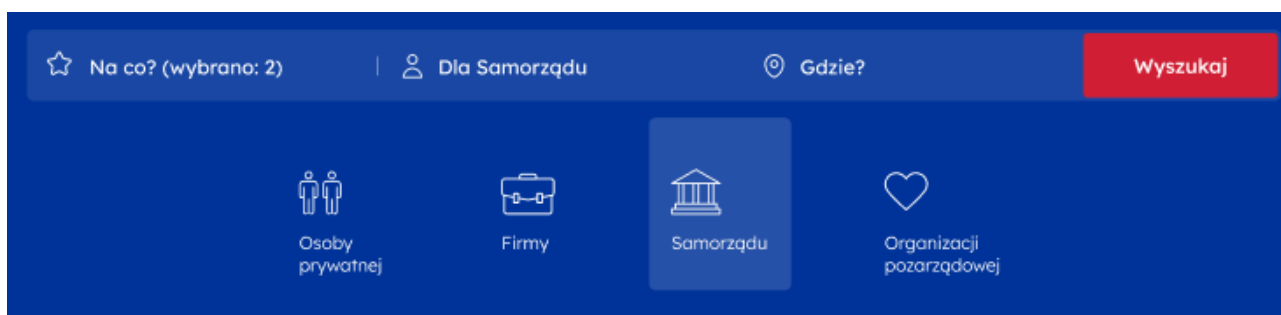 Na co? (wybrano: 2)
Dla Samorządu
Gdzie?
Wyszukaj
Osoby
prywatnej
Firmy
Samorządu
Organizacji
pozarządowej